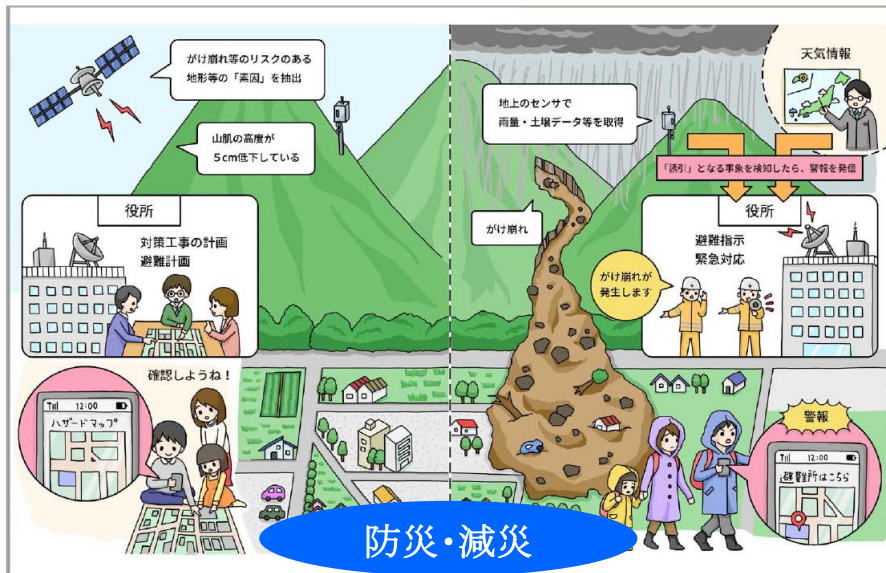 がけ崩れ等のリスクのある
地形等の「素因」を抽出
山肌の高度が
5cm低下している
役所
対策工事の計画
避難計画
確認しようね！
12:00
ハザードマップ
天気情報
地上のセンサで
雨量・土壌データ等を取得
「誘引」となる事象を検知したら、警報を発信
がけ崩れ
役所
避難指示
緊急対応
がけ崩れが
発生します
警報
12:00
避難所はこちら
防災・減災